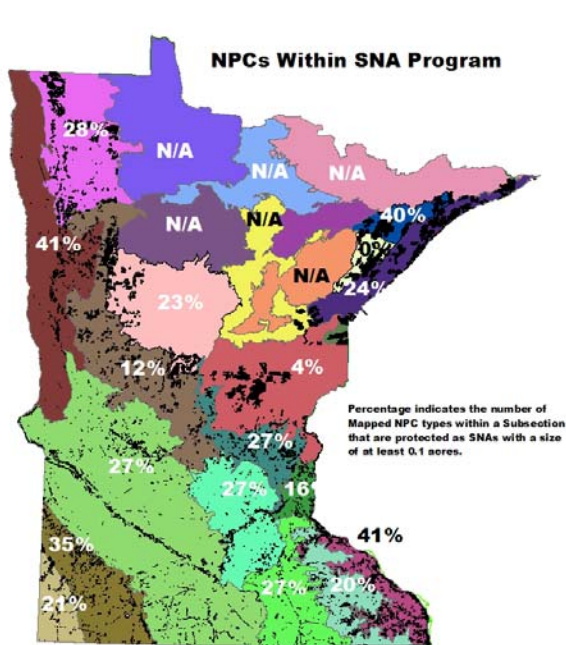 NPCs Within SNA Program
28%
N/A
N/A
N/A
N/A
N/A
40%
41%
0%
N/A
24%
23%
12%
4%
Percentage indicates the number of
Mapped NPC types within a Subsection
that are protected as SNAs with a size
of at least 0.1 acres.
27%
27%
27%
16%
41%
35%
27%
20%
21%